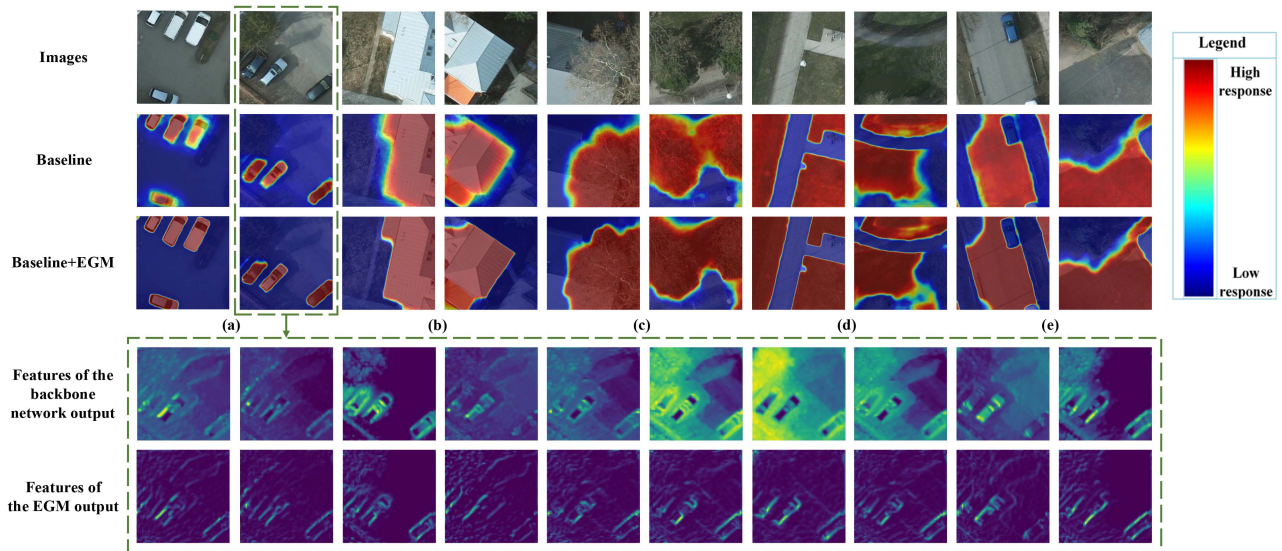 Images
Legend
High
response
Baseline
Baseline+EGM
Low
response
(a)
(b)
(c)
(d)
(e)
Features of the
backbone
network output
Features of
the EGM output